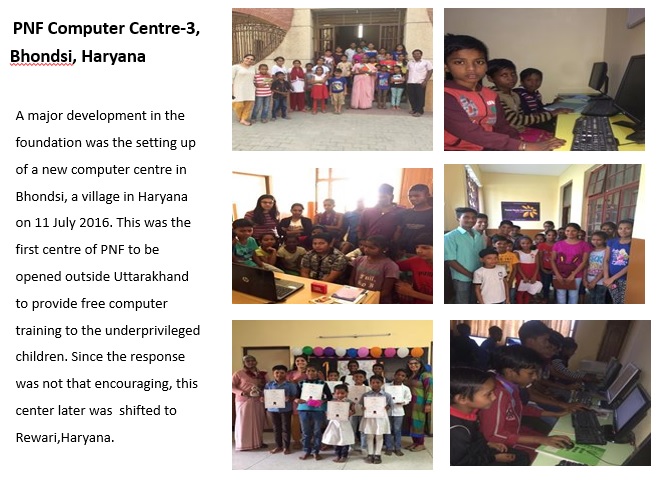 PNF Computer Centre-3,
Bhondsi, Haryana
A major development in the
foundation was the setting up
of a new computer centre in
Bhondsi, a village in Haryana
on 11 July 2016. This was the
first centre of PNF to be
opened outside Uttarakhand
to provide free computer
training to the underprivileged
children. Since the response
was not that encouraging, this
center later was  shifted to
Rewari,Haryana.